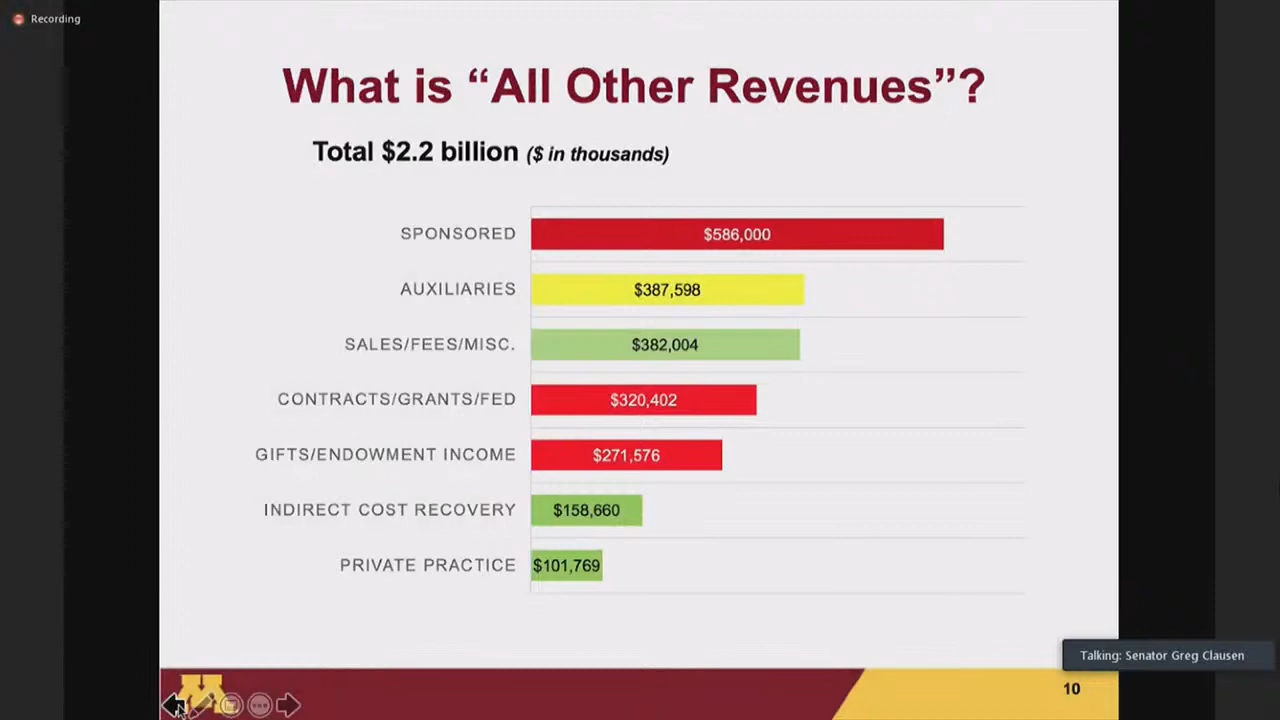 Recording
What is “All Other Revenues”?
Total $2.2 billion ($ in thousands)
SPONSORED $586,000
AUXILIARIES $387,598
SALES/FEES/MISC. $382,004
CONTRACTS/GRANTS/FED $320,402
GIFTS/ENDOWMENT INCOME $271,576
INDIRECT COST RECOVERY $158,660
PRIVATE PRACTICE $101,769
Talking: Senator Greg Clausen
M
10